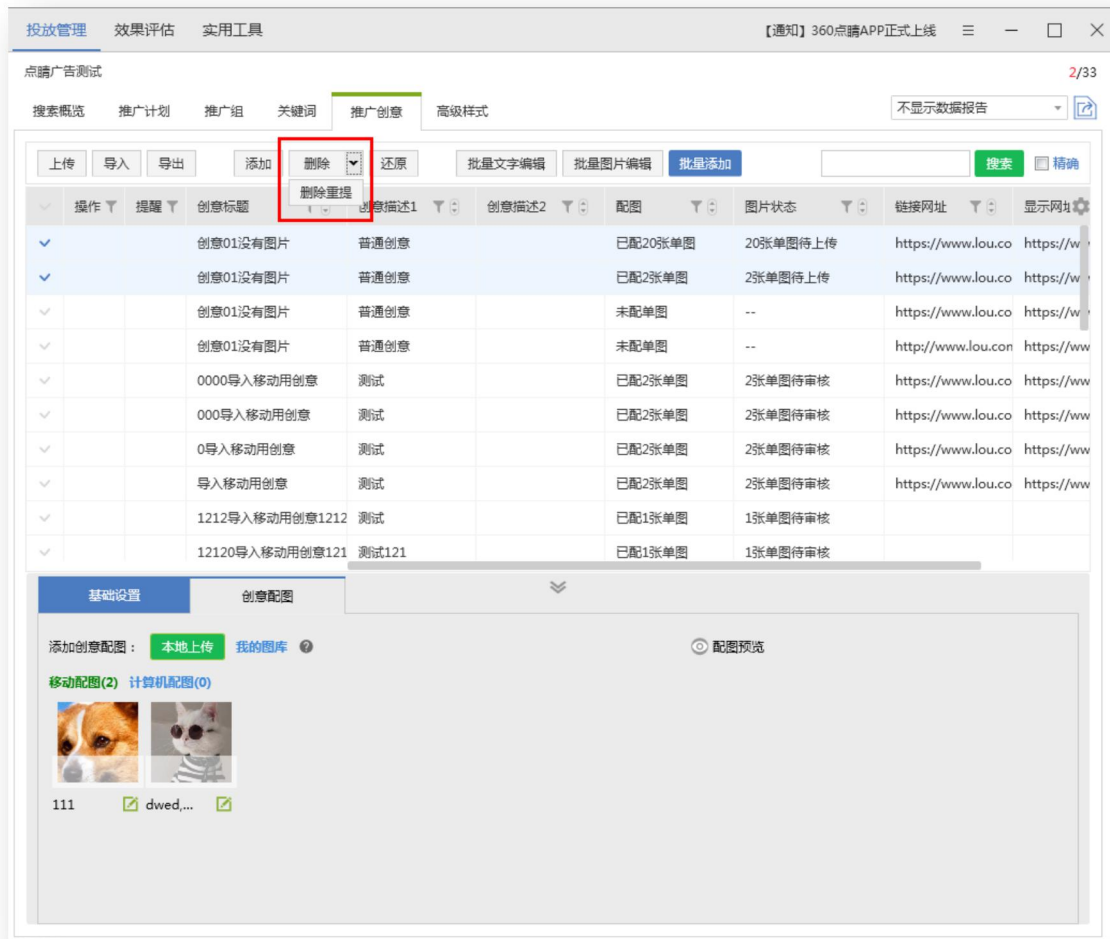 投放管理 效果评估 实用工具 【通知】360点睛APP正式上线
点睛广告测试 2/33
搜索概览 推广计划 推广组 关键词 推广创意 高级样式 不显示数据报告
上传 导入 导出 添加 删除 还原 批量文字编辑 批量图片编辑 批量添加 搜索 精确
删除重提
操作 提醒 创意标题 创意描述1 创意描述2 配图 图片状态 链接网址 显示网址
创意01没有图片 普通创意 已配20张单图 20张单图待上传 https://www.lou.co https://w
创意01没有图片 普通创意 已配2张单图 2张单图待上传 https://www.lou.co https://w
创意01没有图片 普通创意 未配单图 -- https://www.lou.co https://w
创意01没有图片 普通创意 未配单图 -- http://www.lou.con https://ww
0000导入移动用创意 测试 已配2张单图 2张单图待审核 https://www.lou.co https://ww
000导入移动用创意 测试 已配2张单图 2张单图待审核 https://www.lou.co https://ww
0导入移动用创意 测试 已配2张单图 2张单图待审核 https://www.lou.co https://ww
导入移动用创意 测试 已配2张单图 2张单图待审核 https://www.lou.co https://ww
1212导入移动用创意1212 测试 已配1张单图 1张单图待审核
12120导入移动用创意121 测试121 已配1张单图 1张单图待审核
基础设置 创意配图
添加创意配图： 本地上传 我的图库 配图预览
移动配图(2) 计算机配图(0)
111 dwed,...